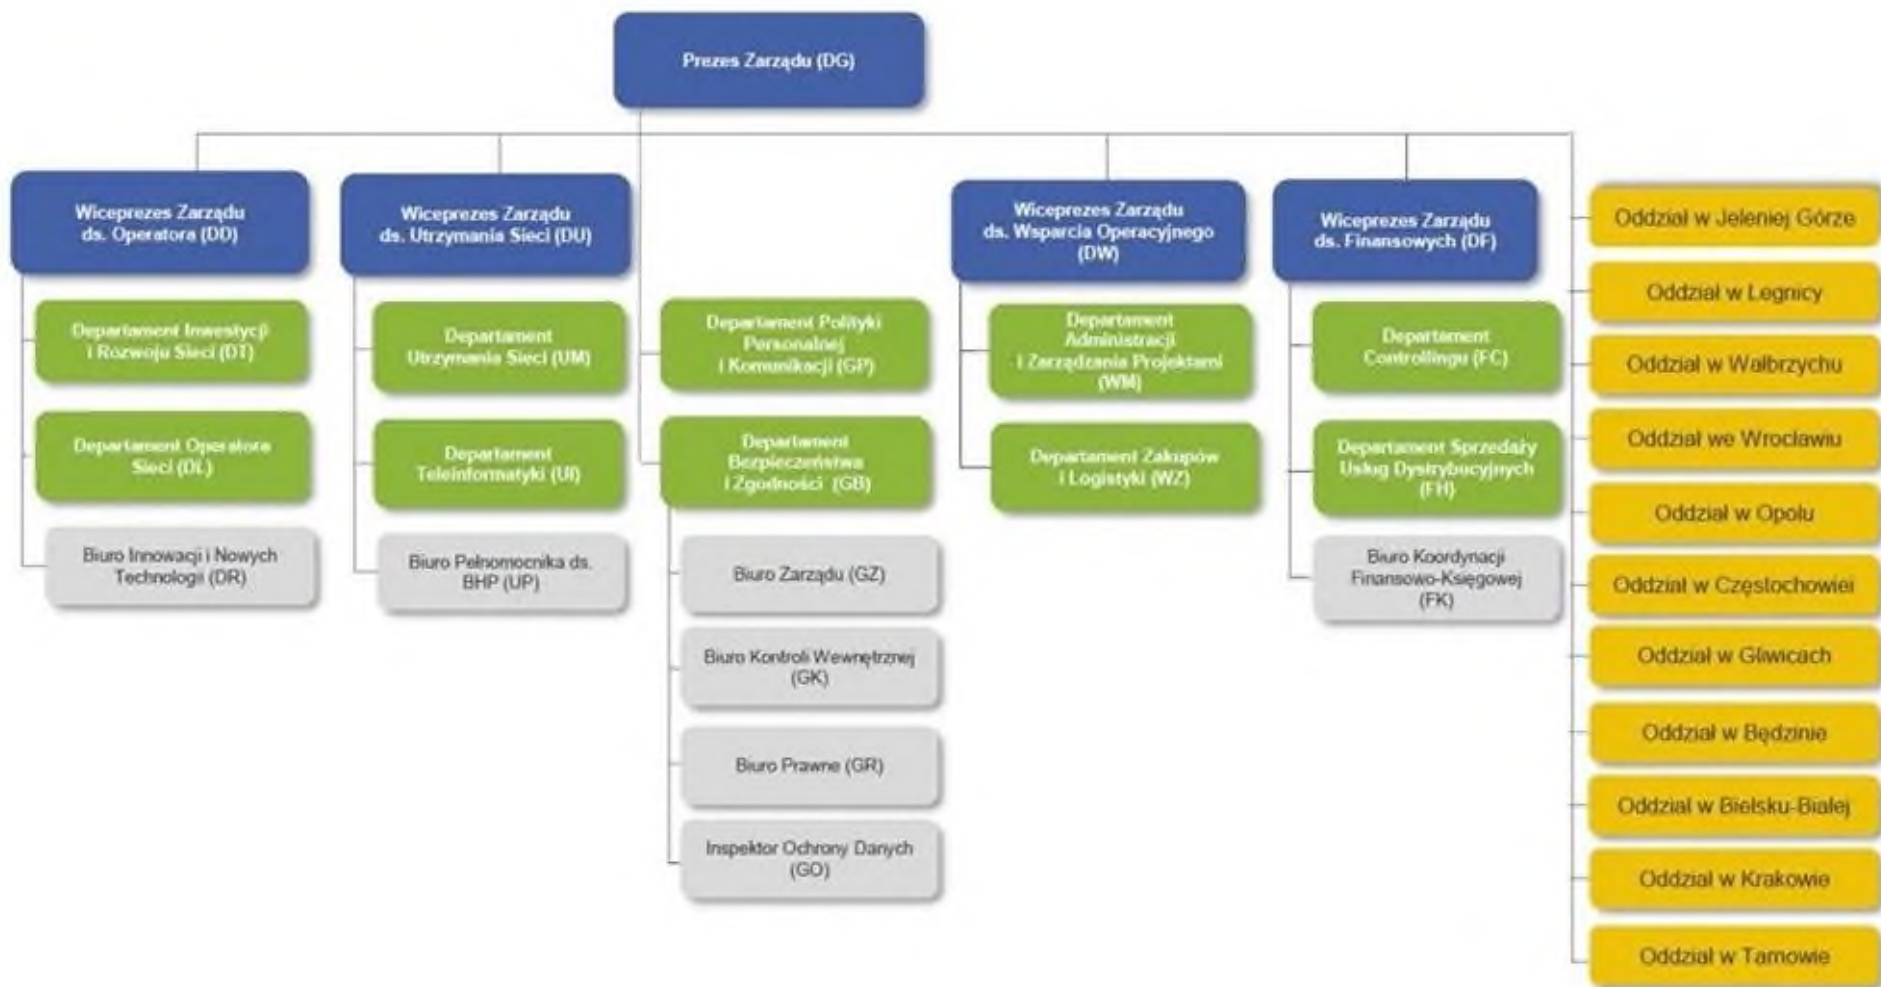 Prezes Zarządu (DG)
Wiceprezes Zarządu
ds. Operatora (DD)
Departament Inwestycji
i Rozwoju Sieci (DT)
Departament Operatora
Sieci (DŁ)
Biuro Innowacji i Nowych
Technologii (DR)
Wiceprezes Zarządu
ds. Utrzymania Sieci (DU)
Departament
Utrzymania Sieci (UM)
Departament
Teleinformatyki (UI)
Biuro Pełnomocnika ds.
BHP (UP)
Departament Polityki
Personalnej
i Komunikacji (GP)
Departament
Bezpieczeństwa
i Zgodności (GB)
Biuro Zarządu (GZ)
Biuro Kontroli Wewnętrznej
(GK)
Biuro Prawne (GR)
Inspektor Ochrony Danych
(GO)
Wiceprezes Zarządu
ds. Wsparcia Operacyjnego
(DW)
Departament
Administracji
i Zarządzania Projektami
(WM)
Departament Zakupów
i Logistyki (WZ)
Wiceprezes Zarządu
ds. Finansowych (DF)
Departament
Controllingu (FC)
Departament Sprzedaży
Usług Dystrybucyjnych
(FH)
Biuro Koordynacji
Finansowo-Księgowej
(FK)
Oddział w Jeleniej Górze
Oddział w Legnicy
Oddział w Wałbrzychu
Oddział we Wrocławiu
Oddział w Opolu
Oddział w Częstochowiei
Oddział w Gliwicach
Oddział w Będzinie
Oddział w Bielsku-Białej
Oddział w Krakowie
Oddział w Tarnowie